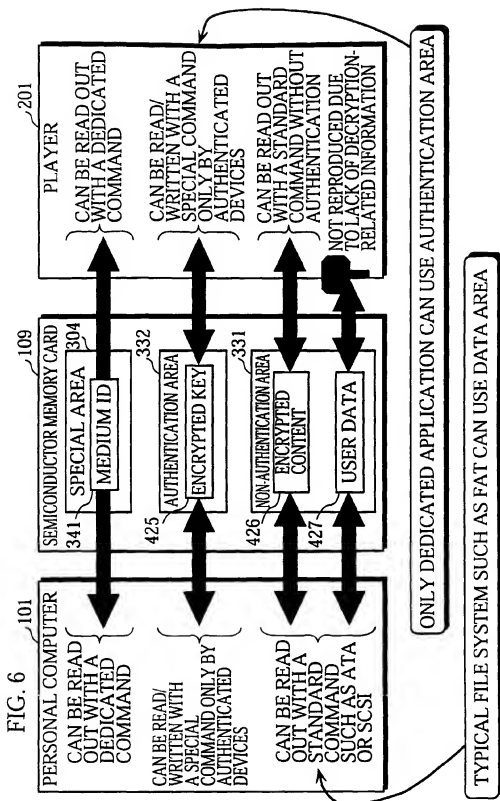 FIG. 6
PERSONAL COMPUTER
101
CAN BE READ
OUT WITH A
DEDICATED
COMMAND
CAN BE READ/
WRITTEN WITH
A SPECIAL
COMMAND ONLY BY
AUTHENTICATED
DEVICES
CAN BE READ
OUT WITH A
STANDARD
COMMAND
SUCH AS ATA
OR SCSI
SEMICONDUCTOR MEMORY CARD
109
SPECIAL AREA
304
341
MEDIUM ID
AUTHENTICATION AREA
332
425
ENCRYPTED KEY
NON-AUTHENTICATION AREA
331
426
ENCRYPTED
CONTENT
427
USER DATA
PLAYER
201
CAN BE READ OUT
WITH A DEDICATED
COMMAND
CAN BE READ/
WRITTEN WITH A
SPECIAL COMMAND
ONLY BY
AUTHENTICATED
DEVICES
CAN BE READ OUT
WITH A STANDARD
COMMAND WITHOUT
AUTHENTICATION
NOT REPRODUCED DUE
TO LACK OF DECRYPTION-
RELATED INFORMATION
ONLY DEDICATED APPLICATION CAN USE AUTHENTICATION AREA
TYPICAL FILE SYSTEM SUCH AS FAT CAN USE DATA AREA